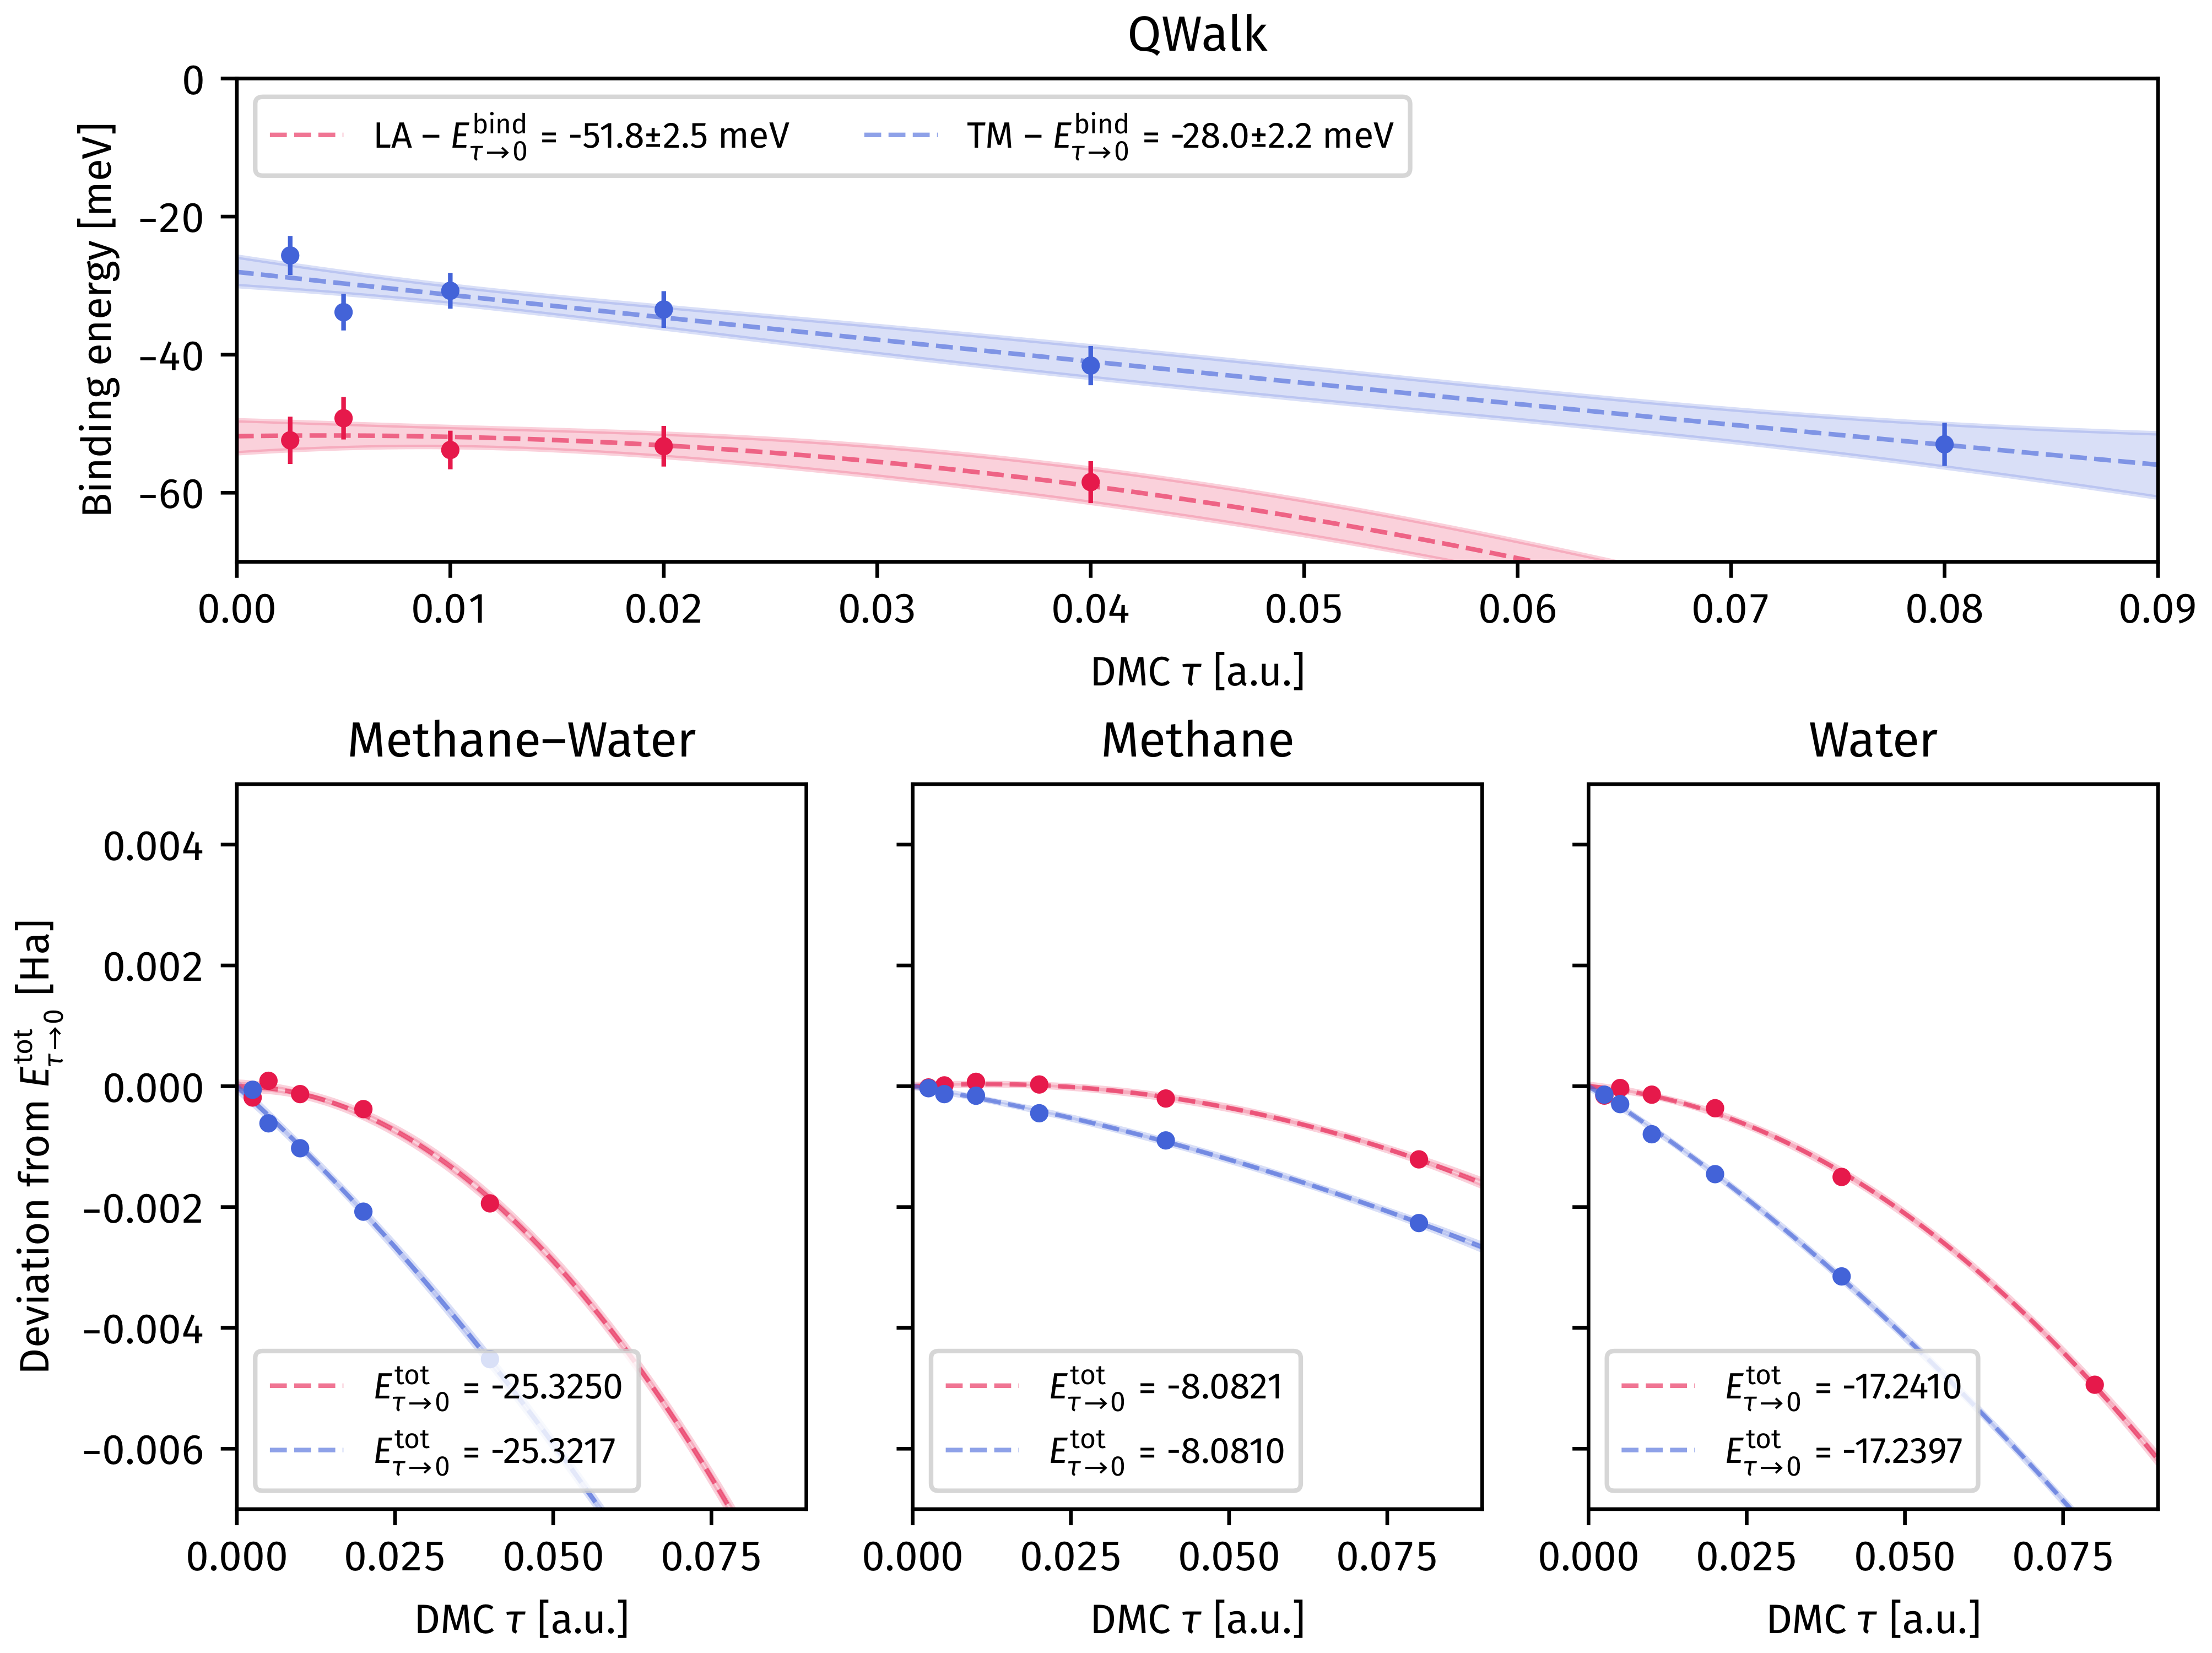 QWalk
0
−20
−40
−60
Binding energy [meV]
LA − E^bind_τ→0 = -51.8±2.5 meV
TM − E^bind_τ→0 = -28.0±2.2 meV
0.00 0.01 0.02 0.03 0.04 0.05 0.06 0.07 0.08 0.09
DMC τ [a.u.]
Methane–Water
Methane
Water
0.004
0.002
0.000
−0.002
−0.004
−0.006
Deviation from E^tot_τ→0 [Ha]
E^tot_τ→0 = -25.3250
E^tot_τ→0 = -25.3217
E^tot_τ→0 = -8.0821
E^tot_τ→0 = -8.0810
E^tot_τ→0 = -17.2410
E^tot_τ→0 = -17.2397
0.000 0.025 0.050 0.075
0.000 0.025 0.050 0.075
0.000 0.025 0.050 0.075
DMC τ [a.u.]
DMC τ [a.u.]
DMC τ [a.u.]